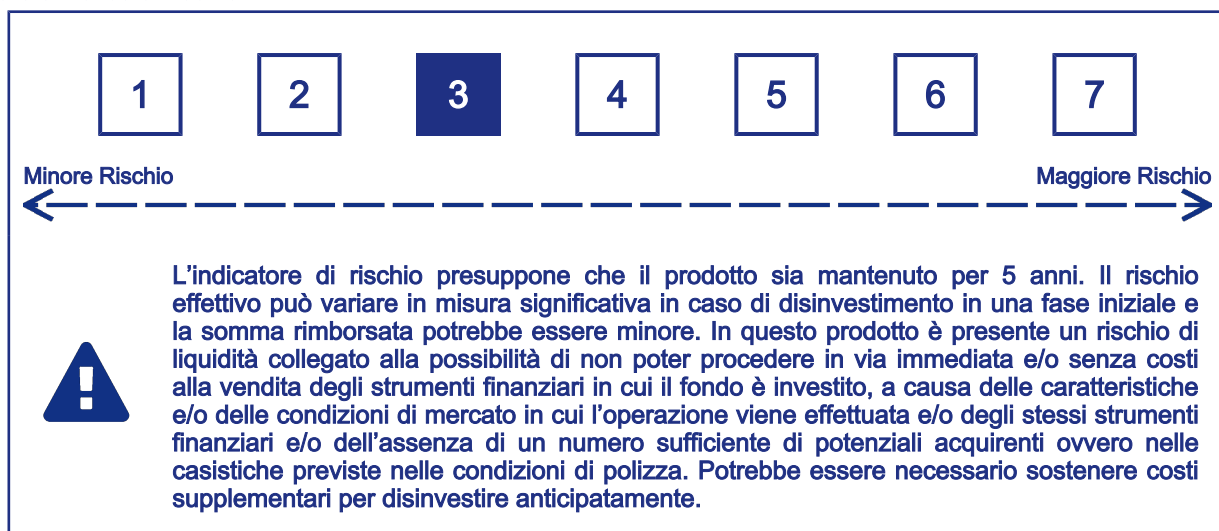 1 2 3 4 5 6 7
Minore Rischio Maggiore Rischio
L'indicatore di rischio presuppone che il prodotto sia mantenuto per 5 anni. Il rischio
effettivo può variare in misura significativa in caso di disinvestimento in una fase iniziale e
la somma rimborsata potrebbe essere minore. In questo prodotto è presente un rischio di
liquidità collegato alla possibilità di non poter procedere in via immediata e/o senza costi
alla vendita degli strumenti finanziari in cui il fondo è investito, a causa delle caratteristiche
e/o delle condizioni di mercato in cui l'operazione viene effettuata e/o degli stessi strumenti
finanziari e/o dell'assenza di un numero sufficiente di potenziali acquirenti ovvero nelle
casistiche previste nelle condizioni di polizza. Potrebbe essere necessario sostenere costi
supplementari per disinvestire anticipatamente.